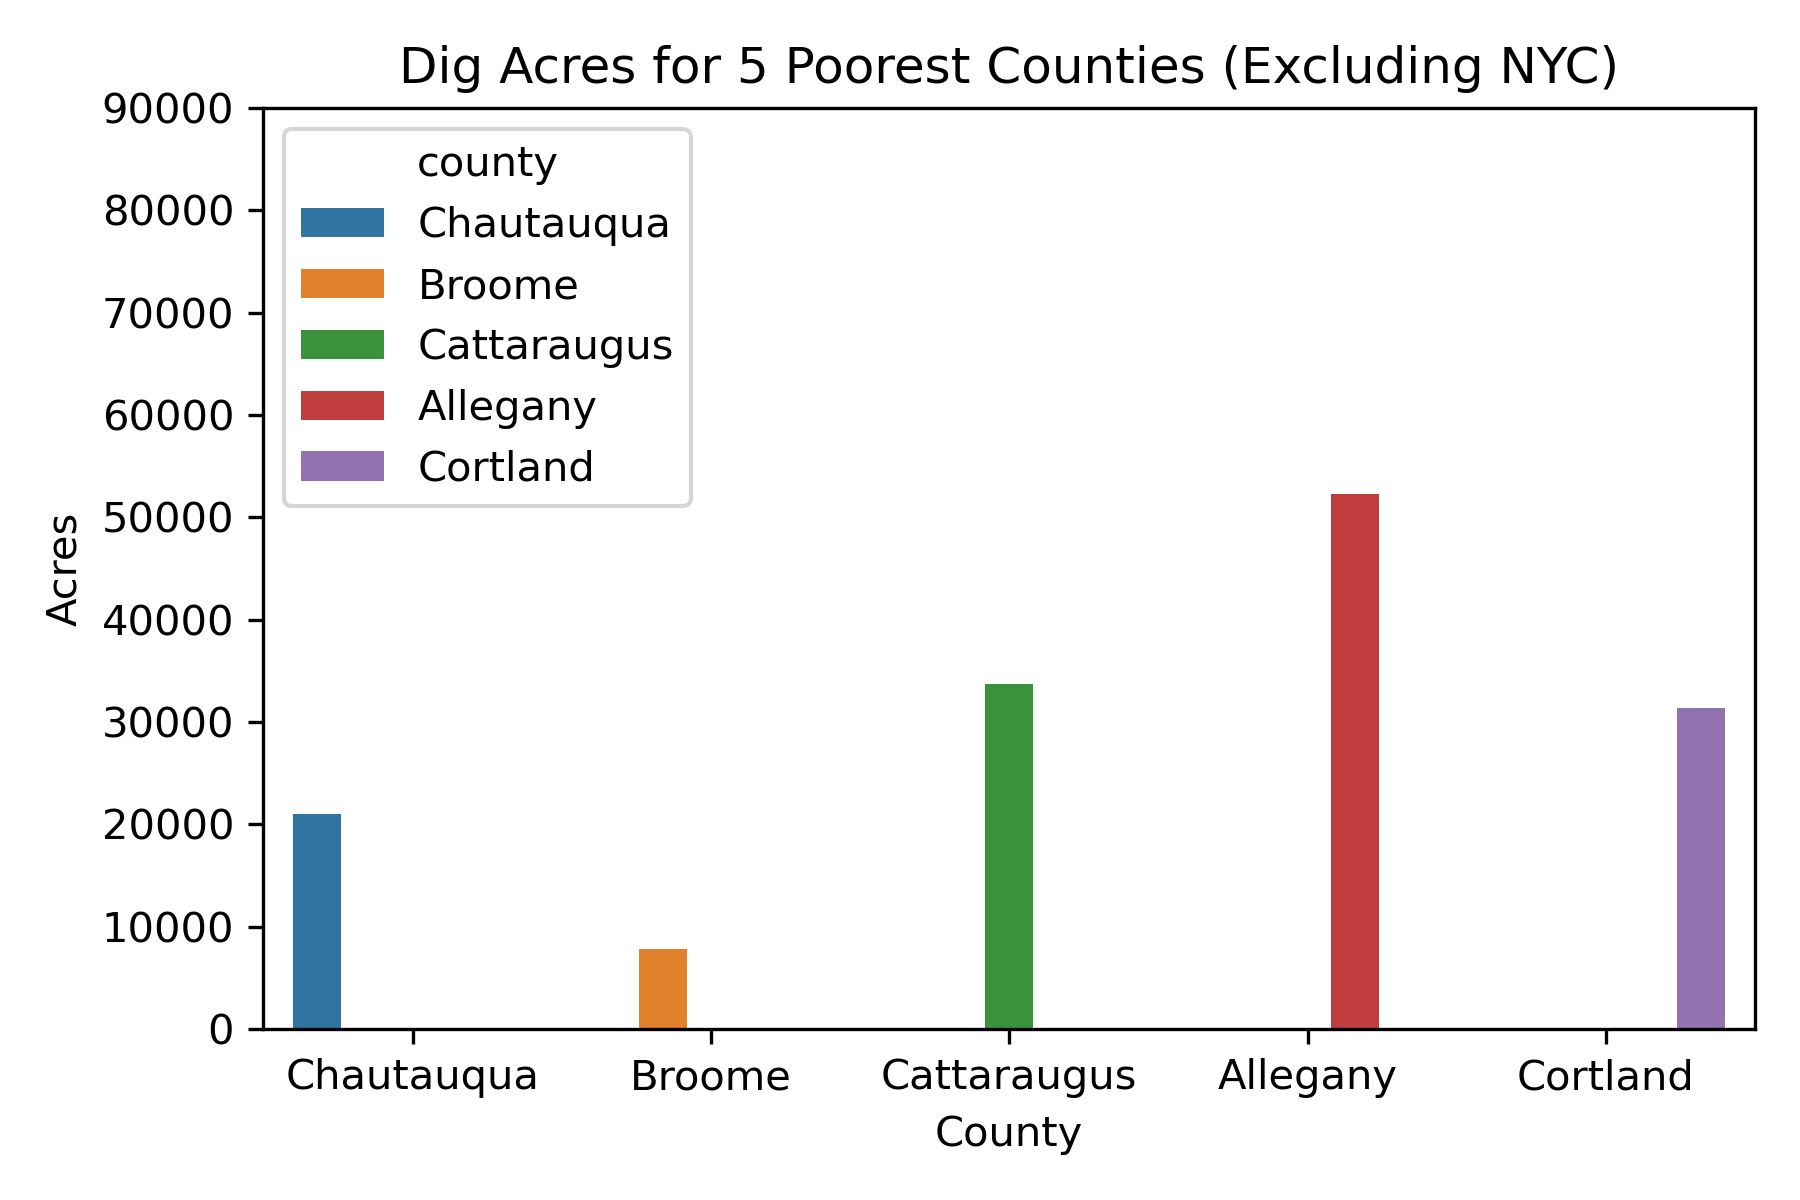 Dig Acres for 5 Poorest Counties (Excluding NYC)
90000
80000
70000
60000
50000
40000
30000
20000
10000
0
Acres
county
Chautauqua
Broome
Cattaraugus
Allegany
Cortland
Chautauqua Broome Cattaraugus Allegany Cortland
County